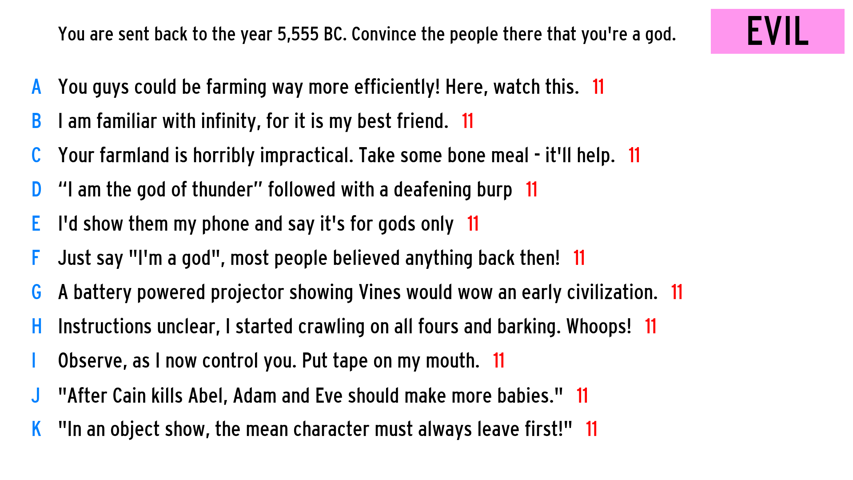 You are sent back to the year 5,555 BC. Convince the people there that you're a god.
EVIL
A You guys could be farming way more efficiently! Here, watch this. 11
B I am familiar with infinity, for it is my best friend. 11
C Your farmland is horribly impractical. Take some bone meal - it'll help. 11
D “I am the god of thunder” followed with a deafening burp 11
E I'd show them my phone and say it's for gods only 11
F Just say "I'm a god", most people believed anything back then! 11
G A battery powered projector showing Vines would wow an early civilization. 11
H Instructions unclear, I started crawling on all fours and barking. Whoops! 11
I Observe, as I now control you. Put tape on my mouth. 11
J "After Cain kills Abel, Adam and Eve should make more babies." 11
K "In an object show, the mean character must always leave first!" 11